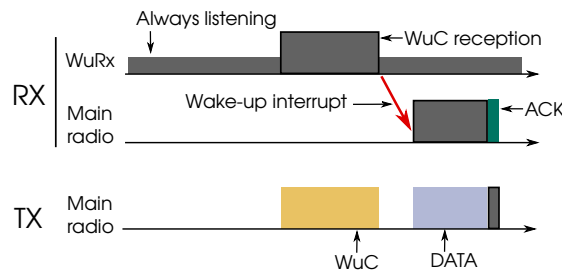 Always listening
WuRx
WuC reception
RX
Wake-up interrupt
Main
radio
ACK
TX
Main
radio
WuC
DATA